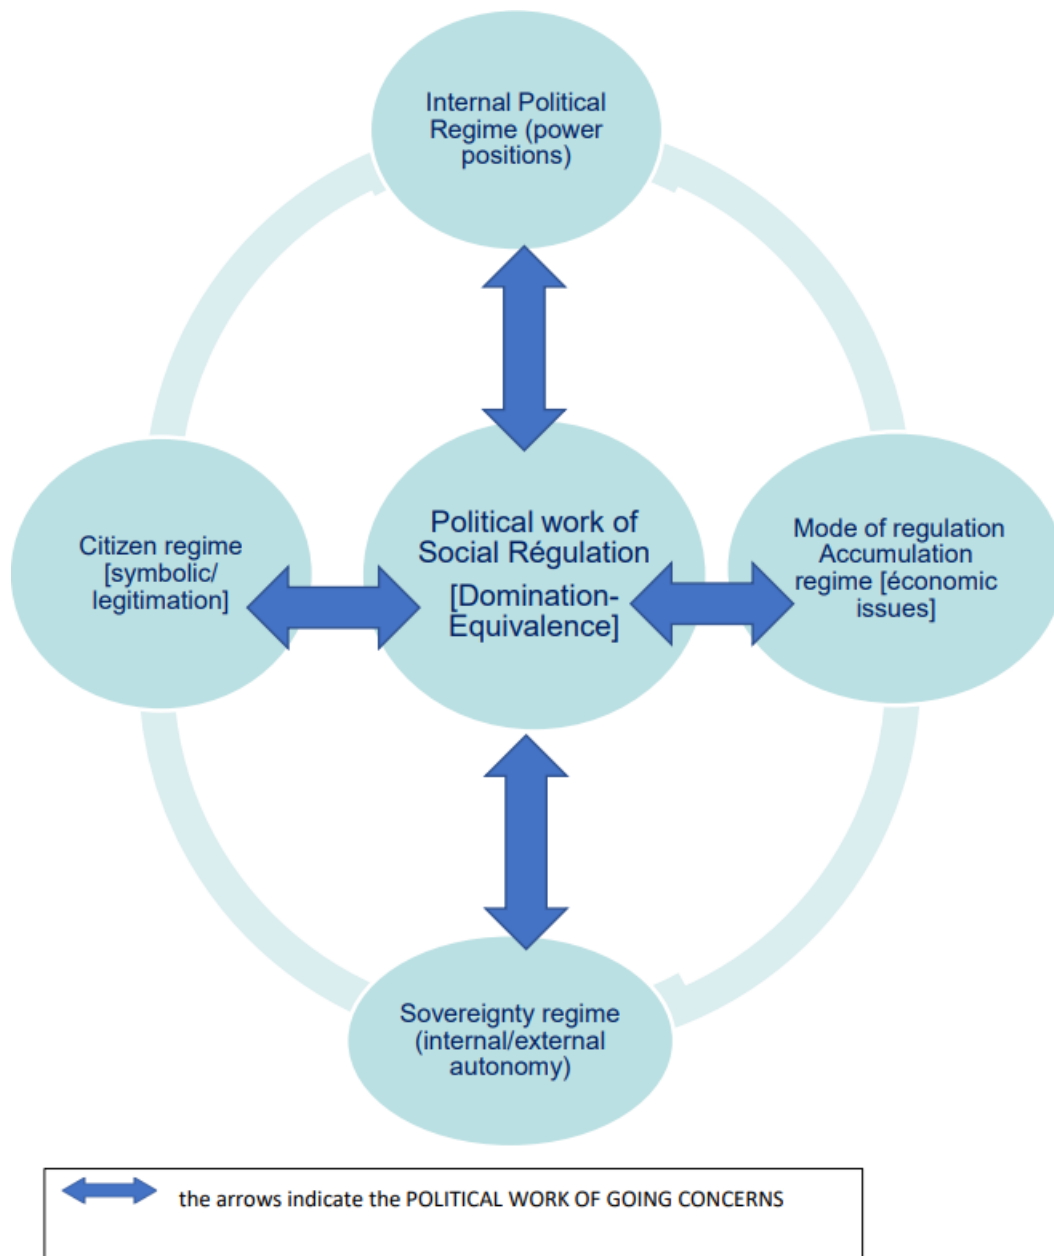 Internal Political
Regime (power
positions)
Citizen regime
[symbolic/
legitimation]
Political work of
Social Régulation
[Domination-
Equivalence]
Mode of regulation
Accumulation
regime [économic
issues]
Sovereignty regime
(internal/external
autonomy)
the arrows indicate the POLITICAL WORK OF GOING CONCERNS